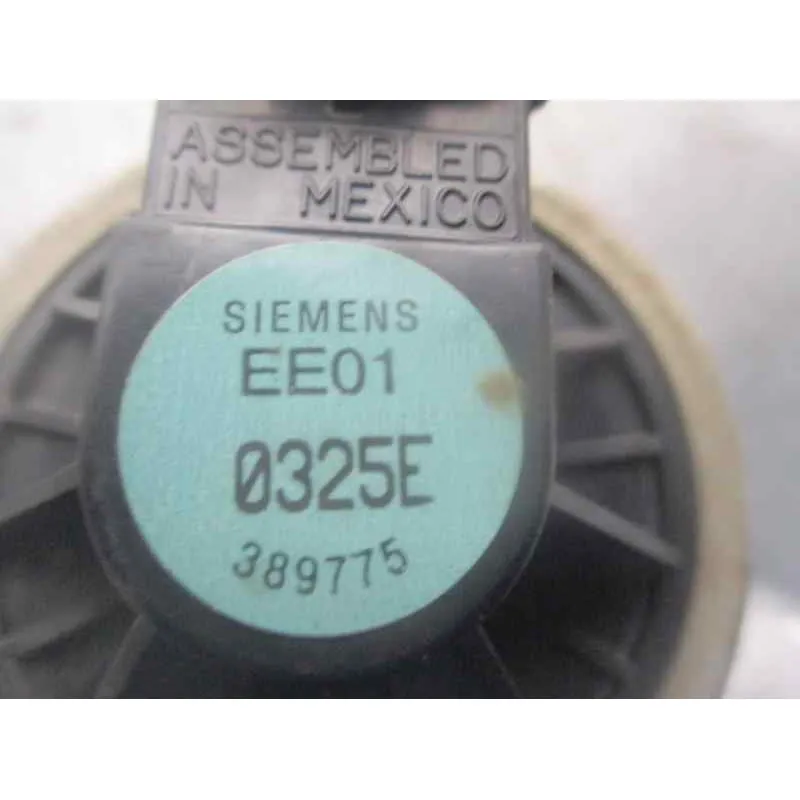 ASSEMBLED
IN MEXICO
SIEMENS
EE01
0325E
389775